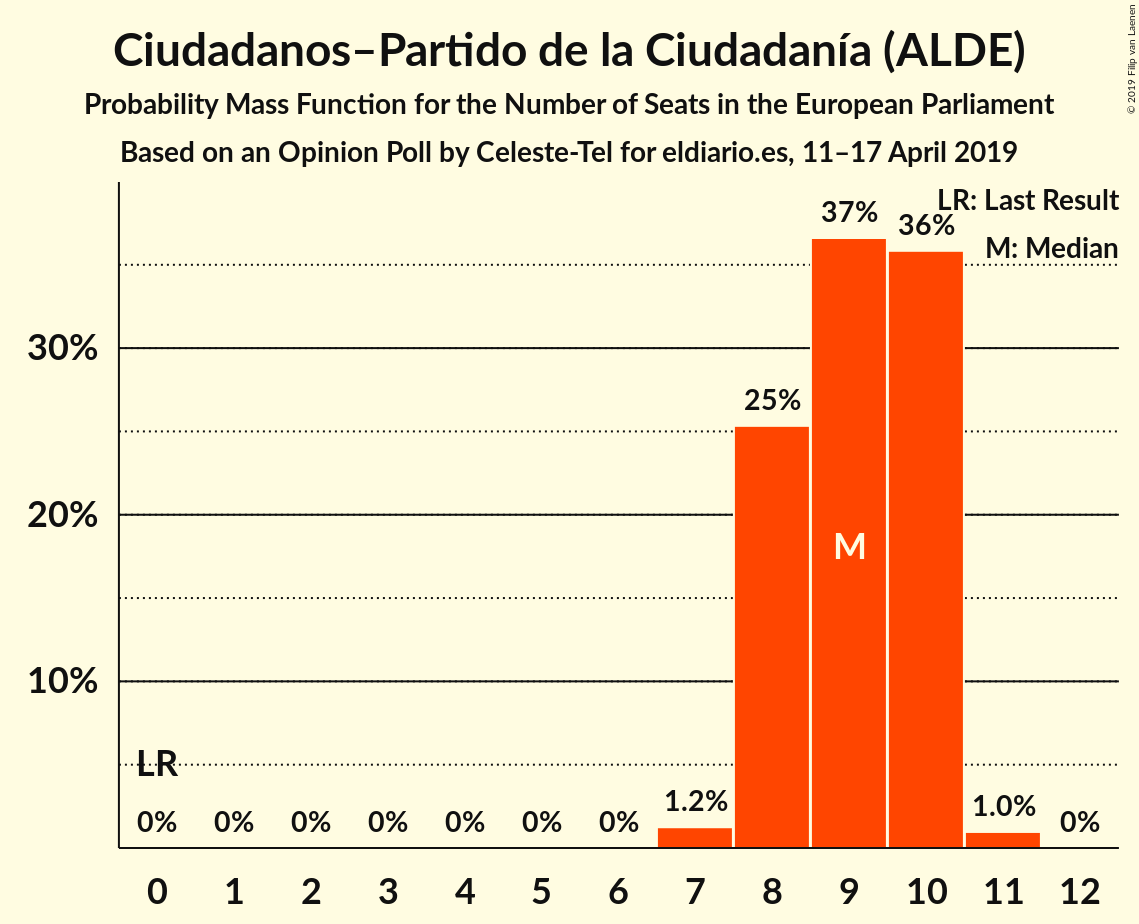 Ciudadanos–Partido de la Ciudadanía (ALDE)
Probability Mass Function for the Number of Seats in the European Parliament
Based on an Opinion Poll by Celeste-Tel for eldiario.es, 11–17 April 2019
© 2019 Filip van Laenen
LR: Last Result
M: Median
37%
36%
30%
25%
20%
M
10%
LR
0% 0% 0% 0% 0% 0% 0% 1.2% 1.0% 0%
0 1 2 3 4 5 6 7 8 9 10 11 12